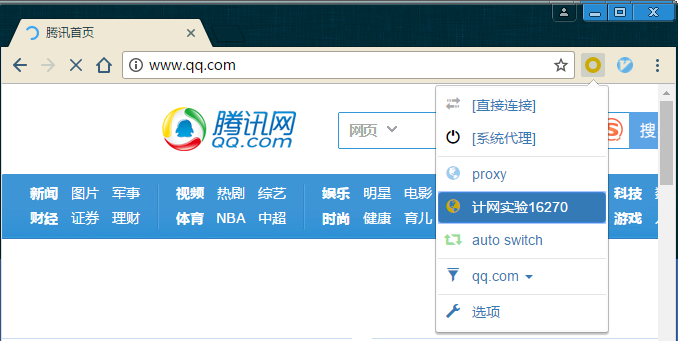 腾讯首页
www.qq.com
腾讯网
QQ.com
网页
搜
[直接连接]
[系统代理]
proxy
计网实验16270
auto switch
qq.com
选项
新闻 图片 军事 视频 热剧 综艺 娱乐 明星 电影 科技
财经 证券 理财 体育 NBA 中超 时尚 健康 育儿 游戏